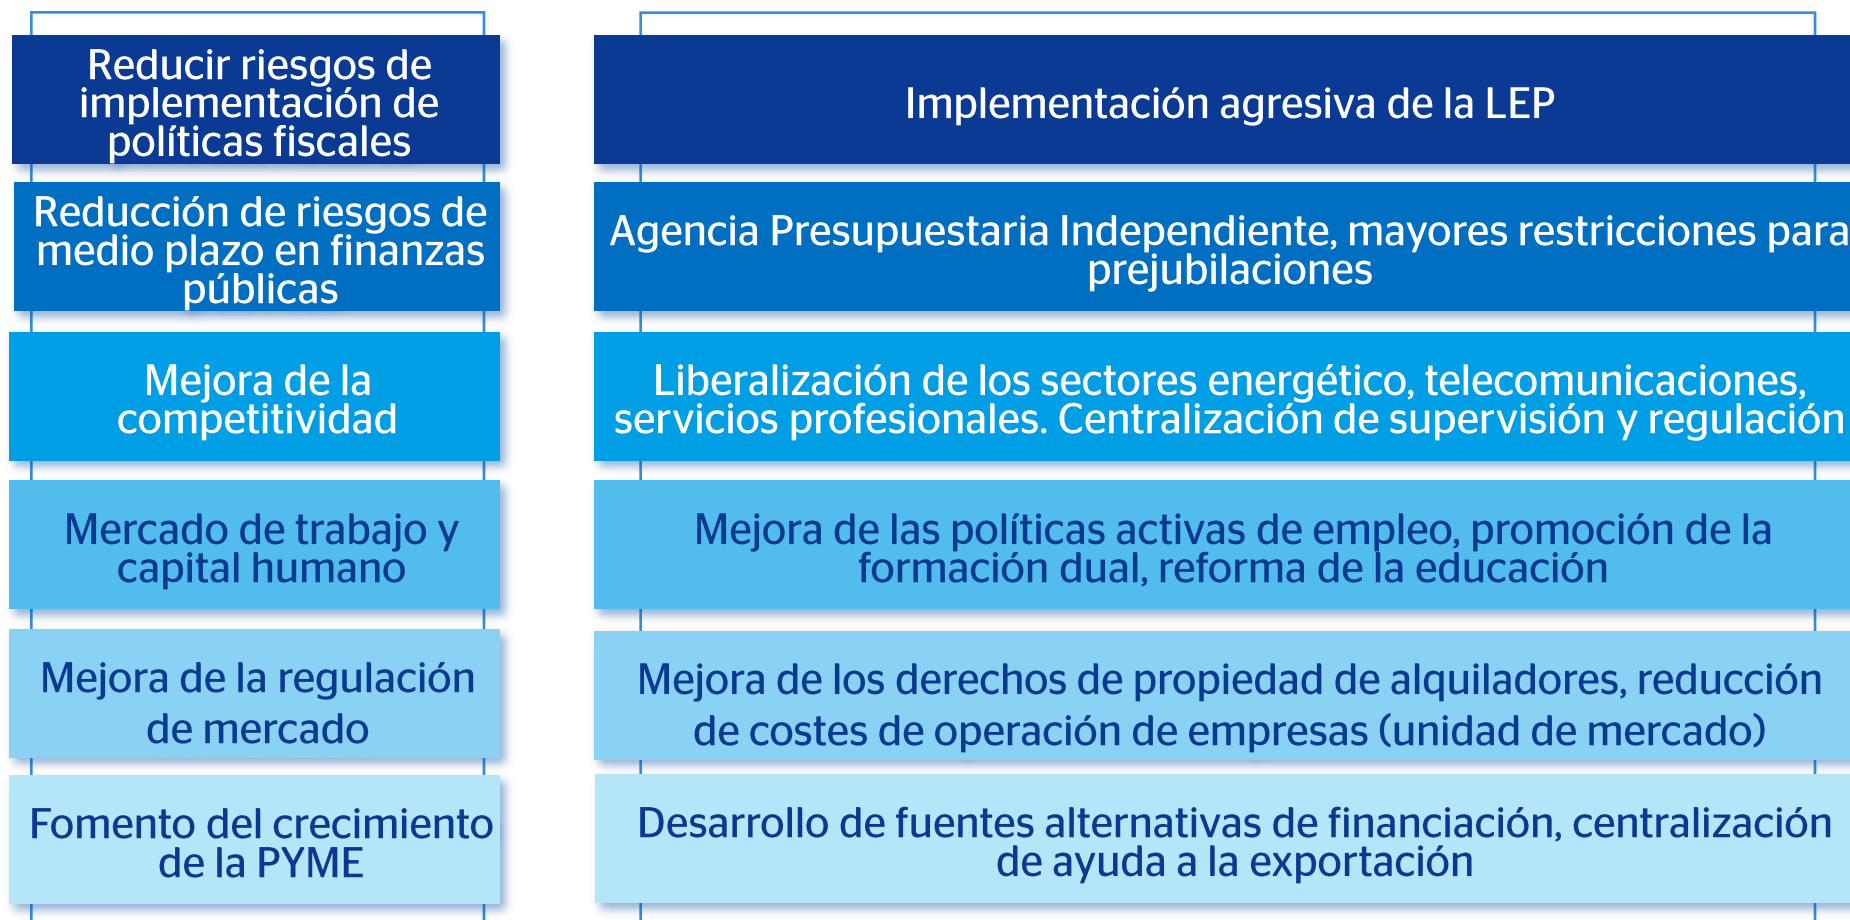 Reducir riesgos de
implementación de
políticas fiscales
Implementación agresiva de la LEP
Reducción de riesgos de
medio plazo en finanzas
públicas
Agencia Presupuestaria Independiente, mayores restricciones para
prejubilaciones
Mejora de la
competitividad
Liberalización de los sectores energético, telecomunicaciones,
servicios profesionales. Centralización de supervisión y regulación
Mercado de trabajo y
capital humano
Mejora de las políticas activas de empleo, promoción de la
formación dual, reforma de la educación
Mejora de la regulación
de mercado
Mejora de los derechos de propiedad de alquiladores, reducción
de costes de operación de empresas (unidad de mercado)
Fomento del crecimiento
de la PYME
Desarrollo de fuentes alternativas de financiación, centralización
de ayuda a la exportación